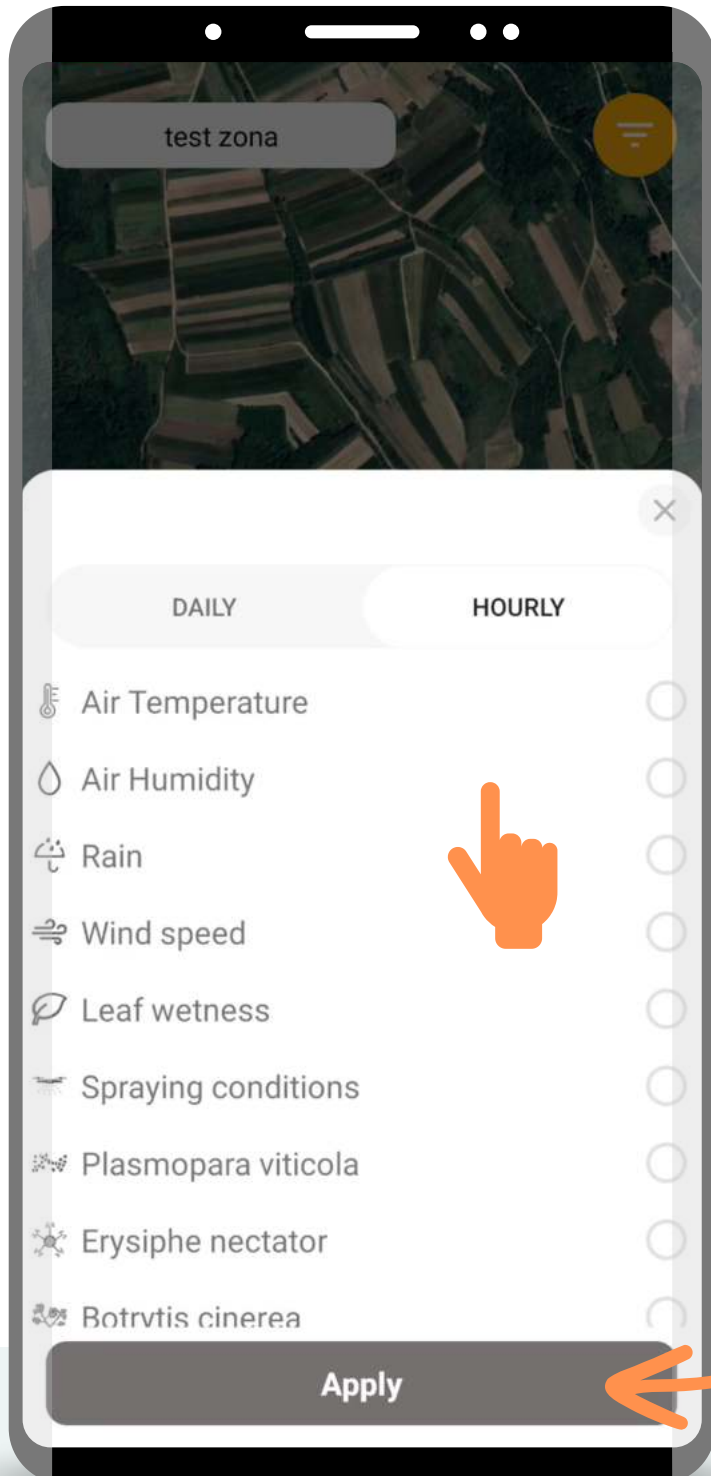 test zona
DAILY HOURLY
Air Temperature
Air Humidity
Rain
Wind speed
Leaf wetness
Spraying conditions
Plasmopara viticola
Erysiphe nectator
Botrytis cinerea
Apply